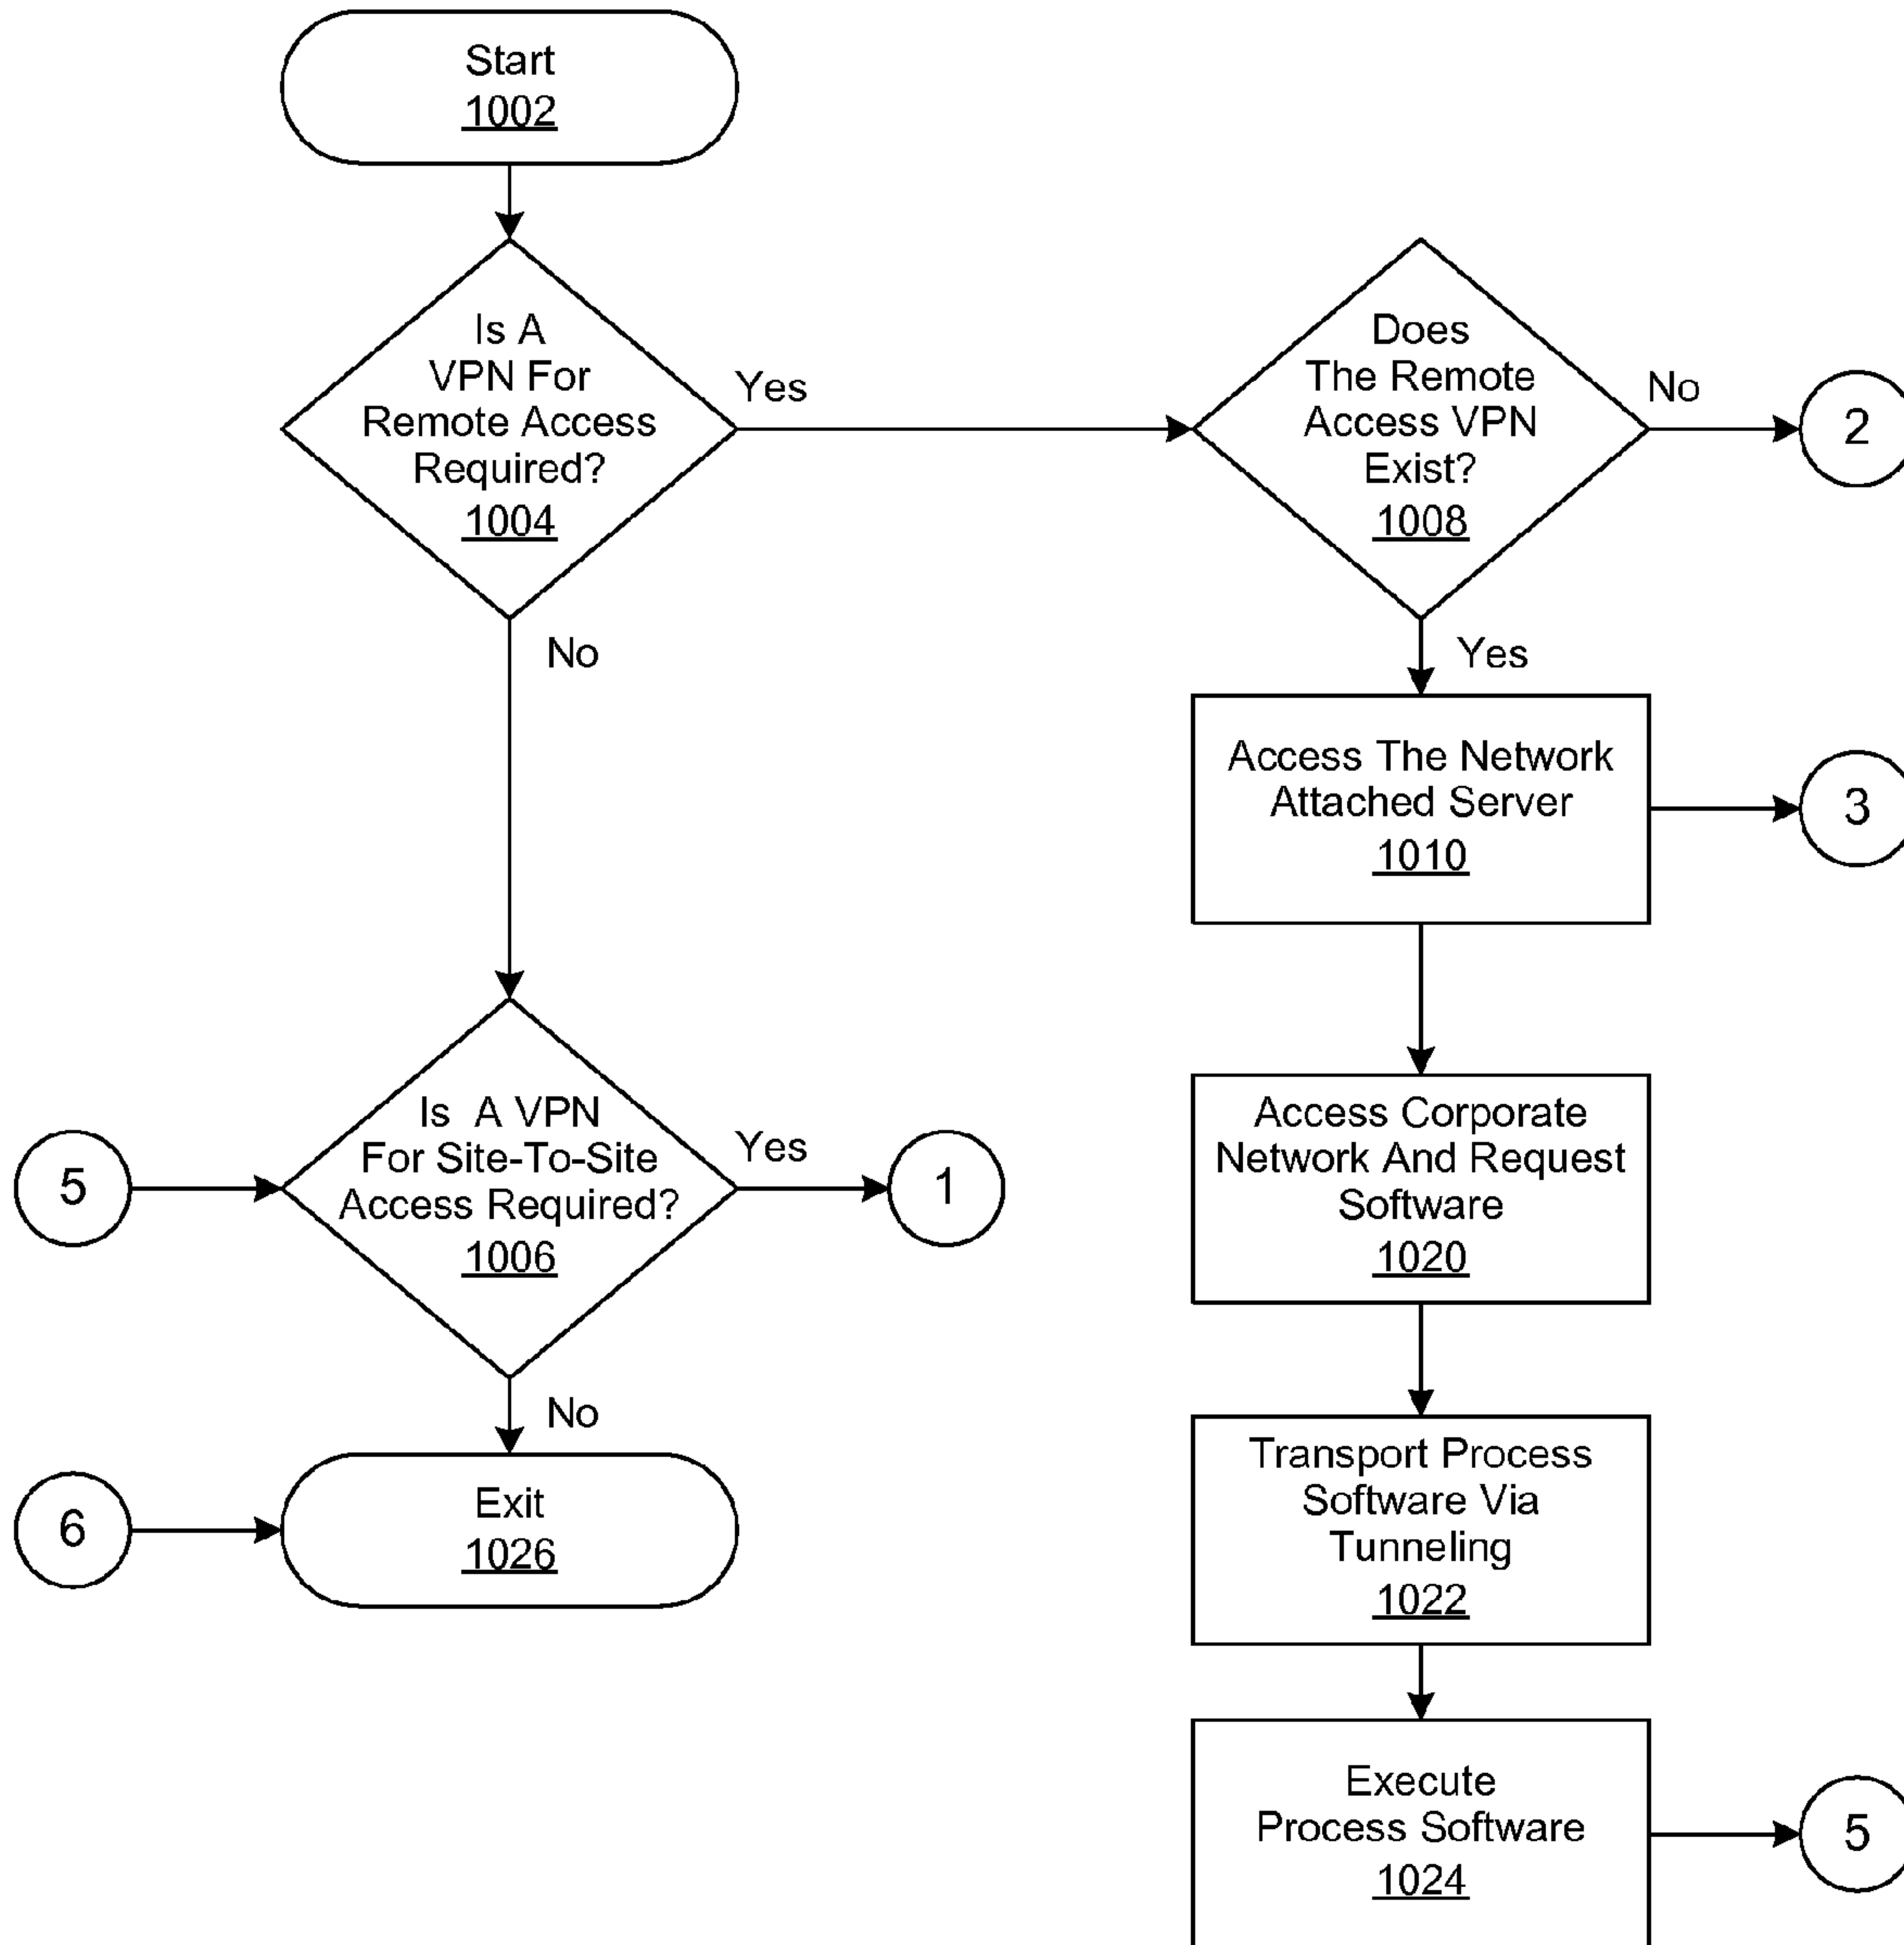 Start
1002
Is A
VPN For
Remote Access
Required?
1004
Yes
No
Does
The Remote
Access VPN
Exist?
1008
No
2
Yes
Access The Network
Attached Server
1010
3
Access Corporate
Network And Request
Software
1020
5
Is A VPN
For Site-To-Site
Access Required?
1006
Yes
1
No
6
Exit
1026
Transport Process
Software Via
Tunneling
1022
Execute
Process Software
1024
5